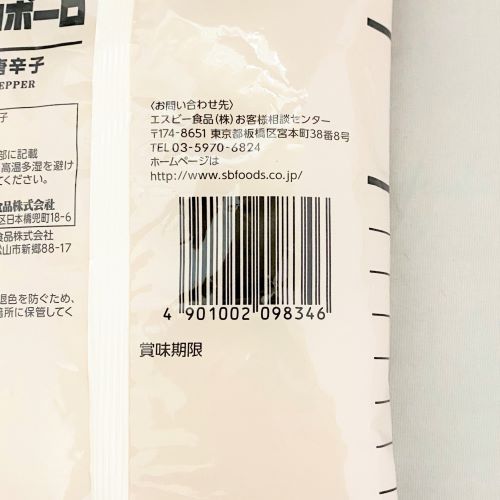 ポーロ
唐辛子
EPPER
子
部に記載
高温多湿を避け
てください。
食品株式会社
区日本橋兜町18-6
食品株式会社
山市新郷88-17
退色を防ぐため、
暗所に保管してく
〈お問い合わせ先〉
エスビー食品(株)お客様相談センター
〒174-8651 東京都板橋区宮本町38番8号
TEL 03-5970-6824
ホームページは
http://www.sbfoods.co.jp/
4 901002 098346
賞味期限